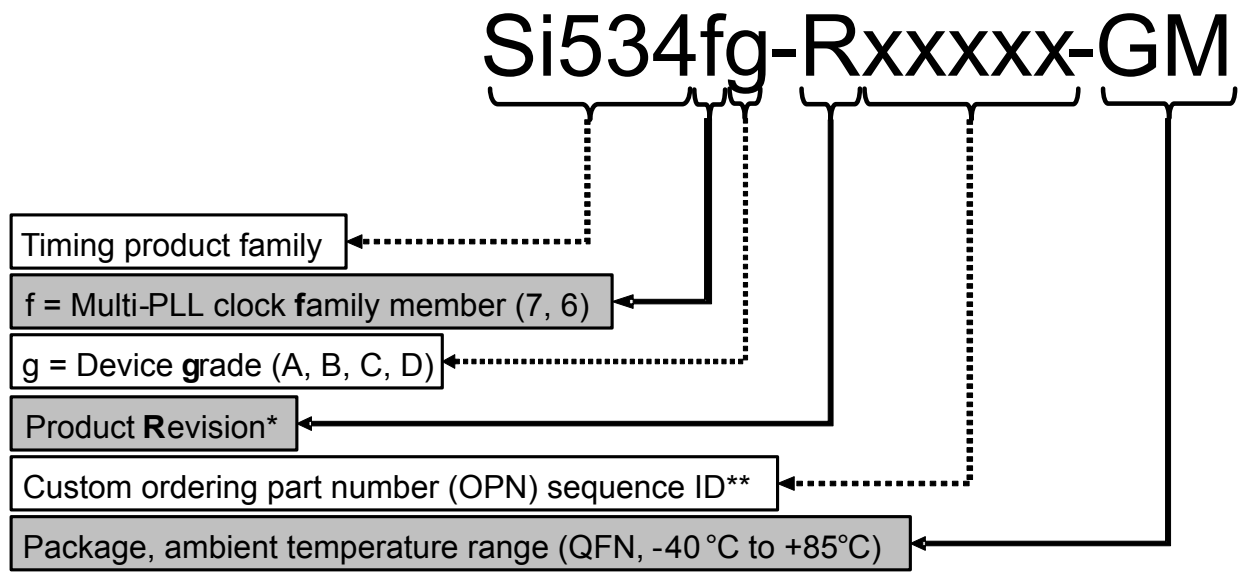 Si534fg-Rxxxxx-GM
Timing product family
f = Multi-PLL clock family member (7, 6)
g = Device grade (A, B, C, D)
Product Revision*
Custom ordering part number (OPN) sequence ID**
Package, ambient temperature range (QFN, -40 °C to +85°C)